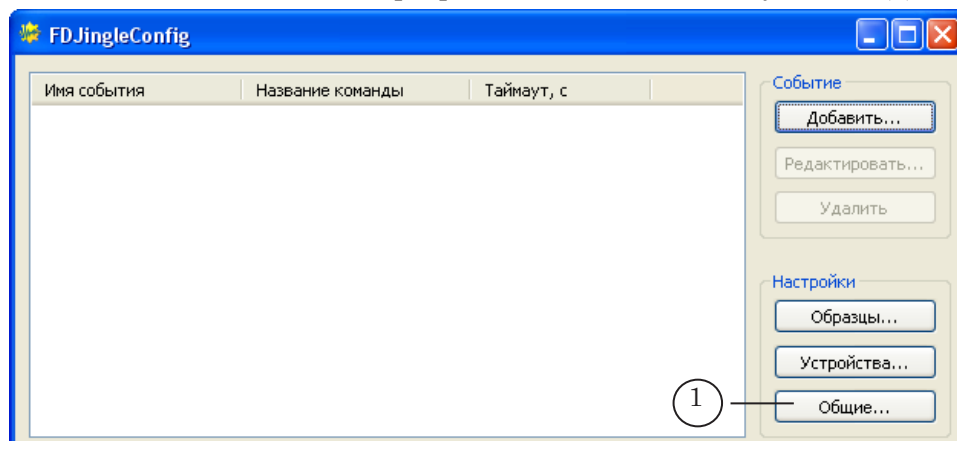 FDJingleConfig
Имя события Название команды Таймаут, с
Событие
Добавить...
Редактировать...
Удалить
Настройки
Образцы...
Устройства...
1
Общие...